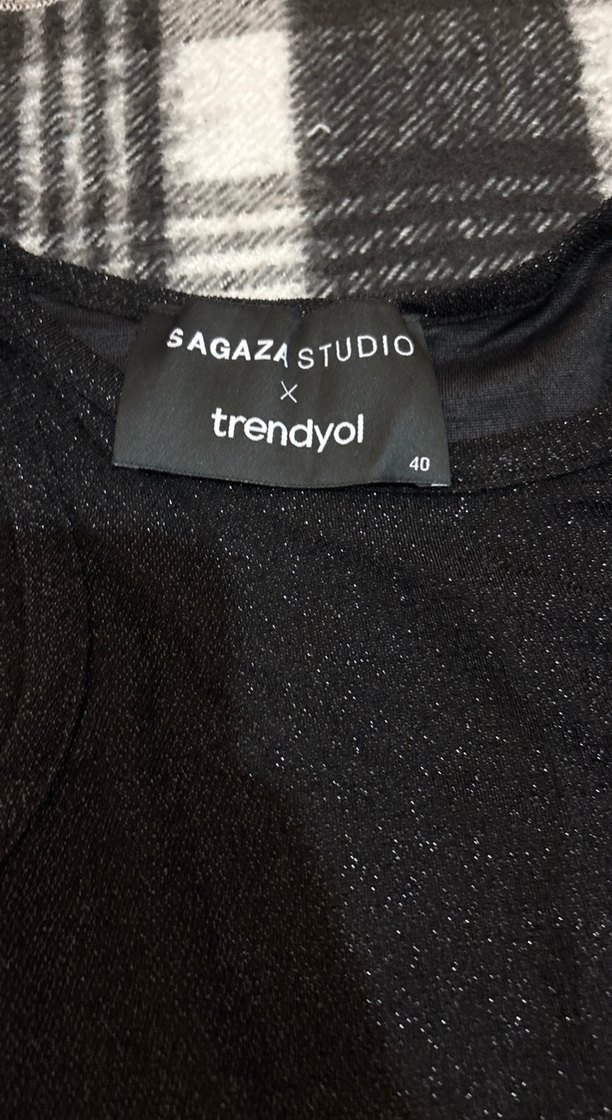 SAGAZA STUDIO
X
trendyol
40